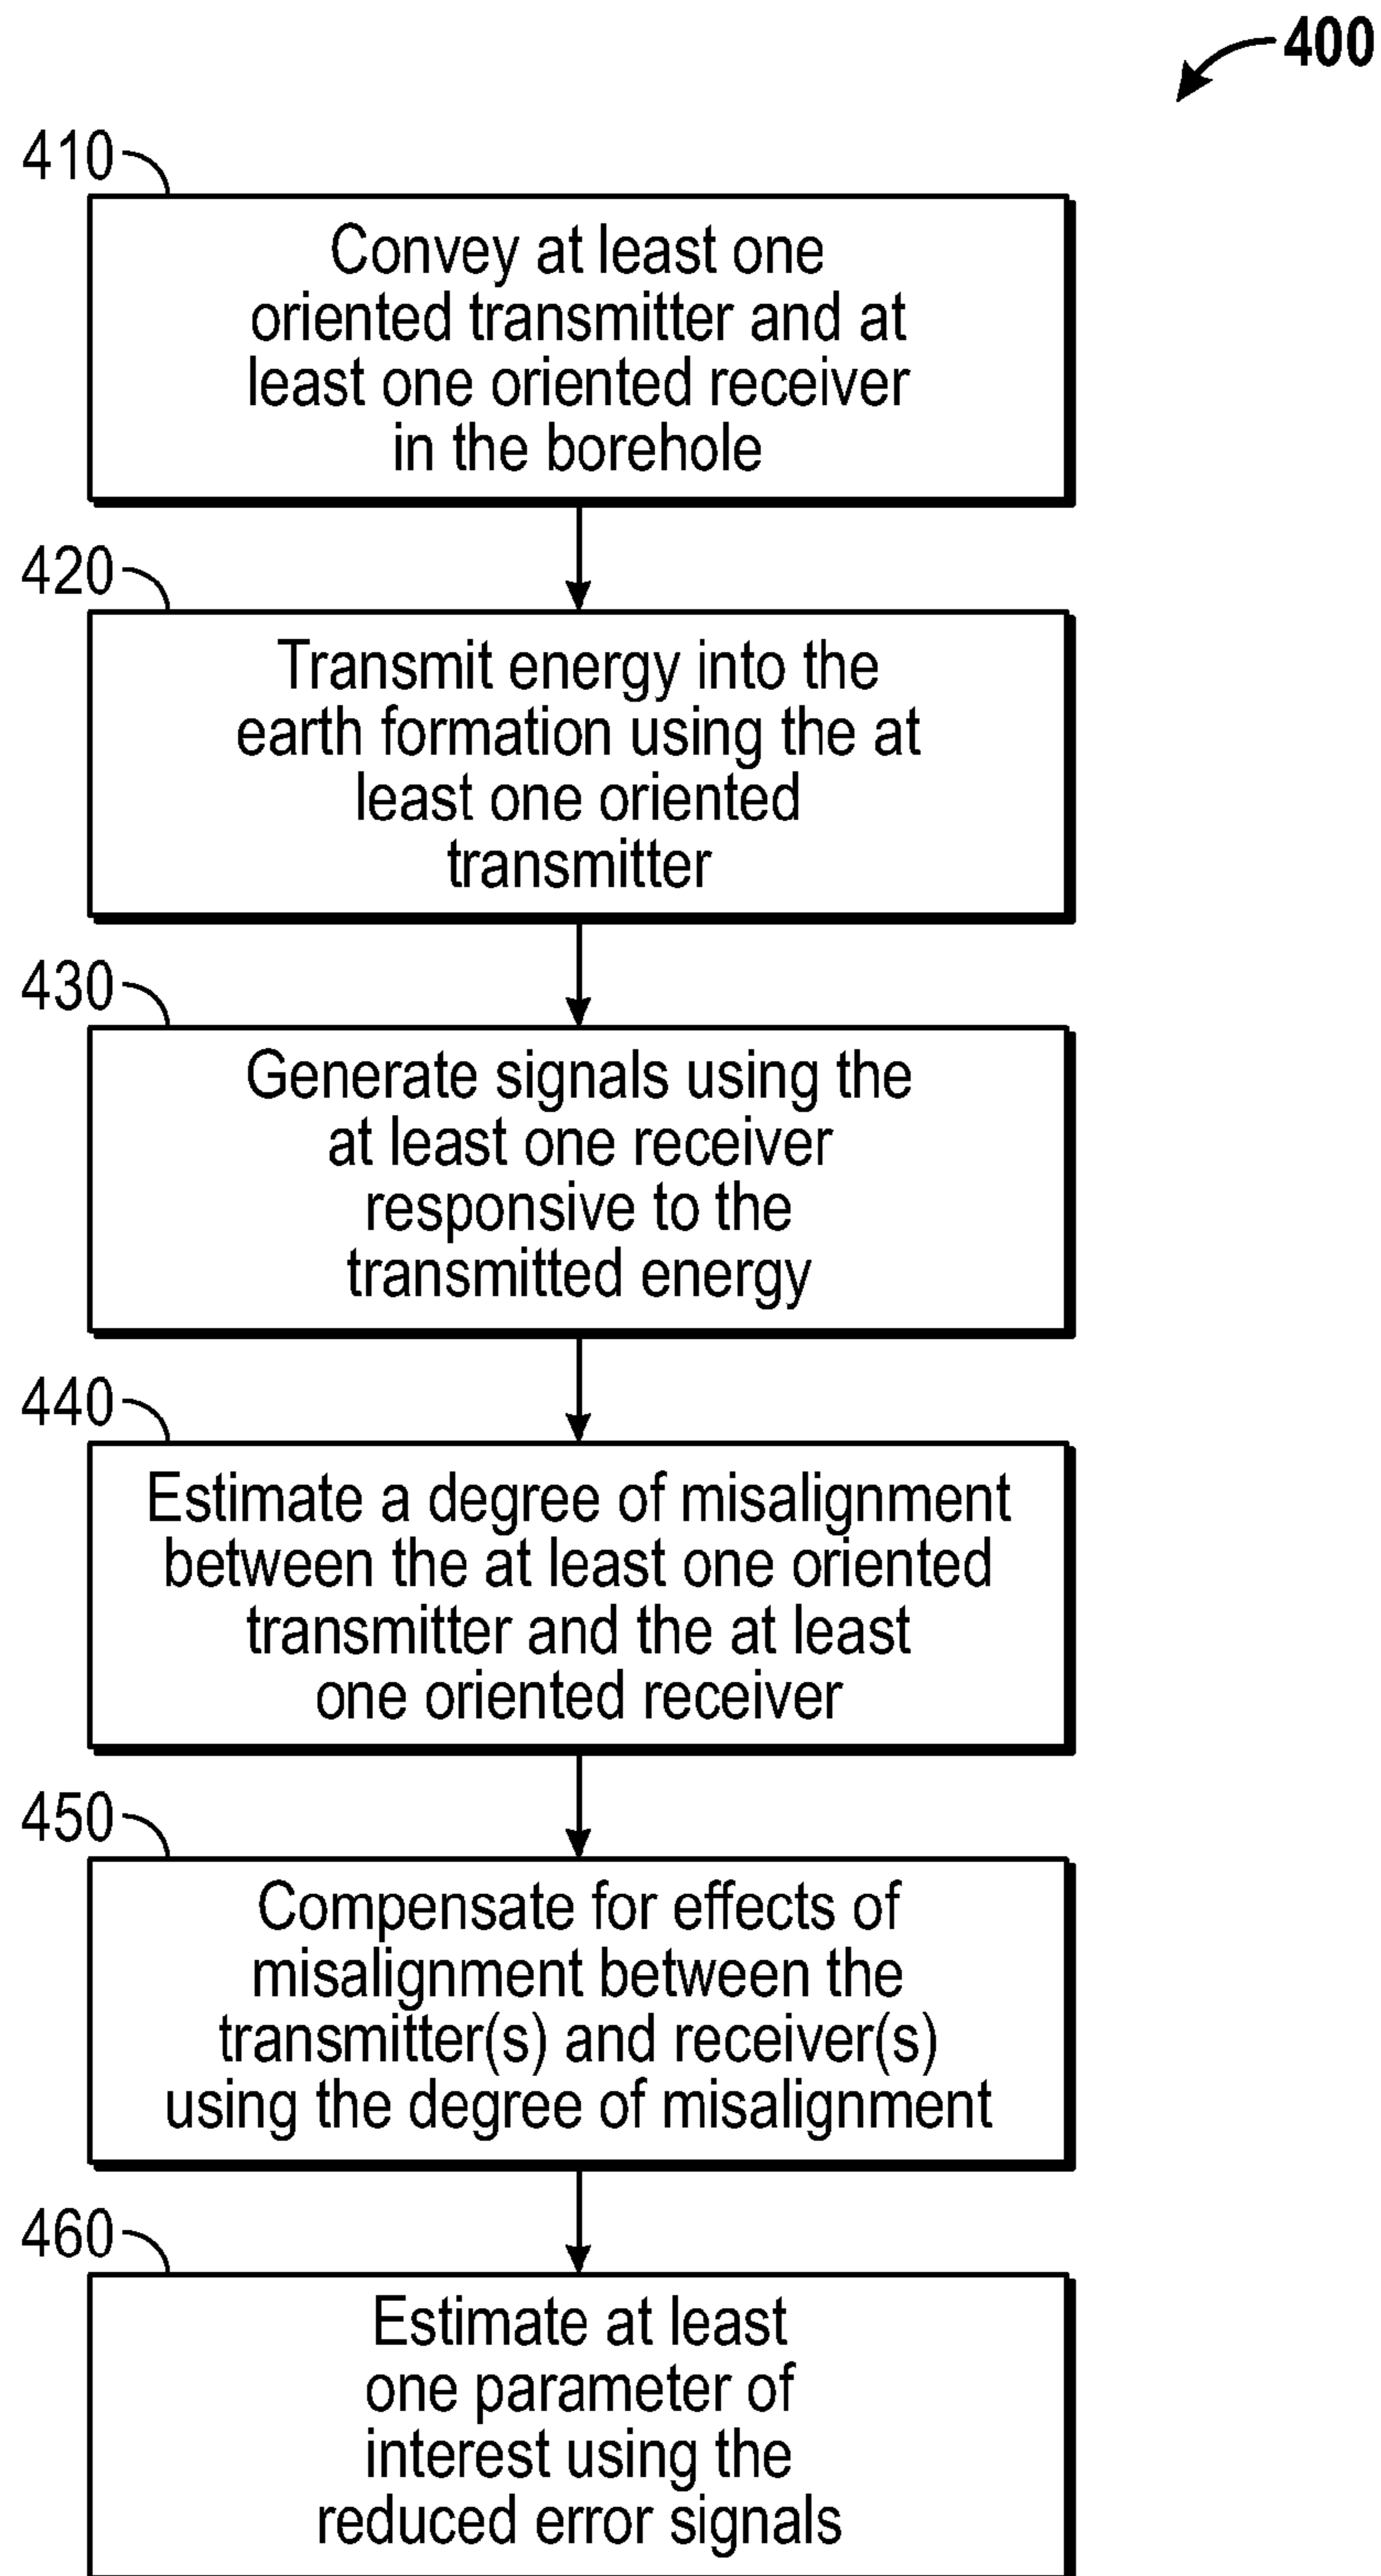 400
410
Convey at least one
oriented transmitter and at
least one oriented receiver
in the borehole
420
Transmit energy into the
earth formation using the at
least one oriented
transmitter
430
Generate signals using the
at least one receiver
responsive to the
transmitted energy
440
Estimate a degree of misalignment
between the at least one oriented
transmitter and the at least
one oriented receiver
450
Compensate for effects of
misalignment between the
transmitter(s) and receiver(s)
using the degree of misalignment
460
Estimate at least
one parameter of
interest using the
reduced error signals